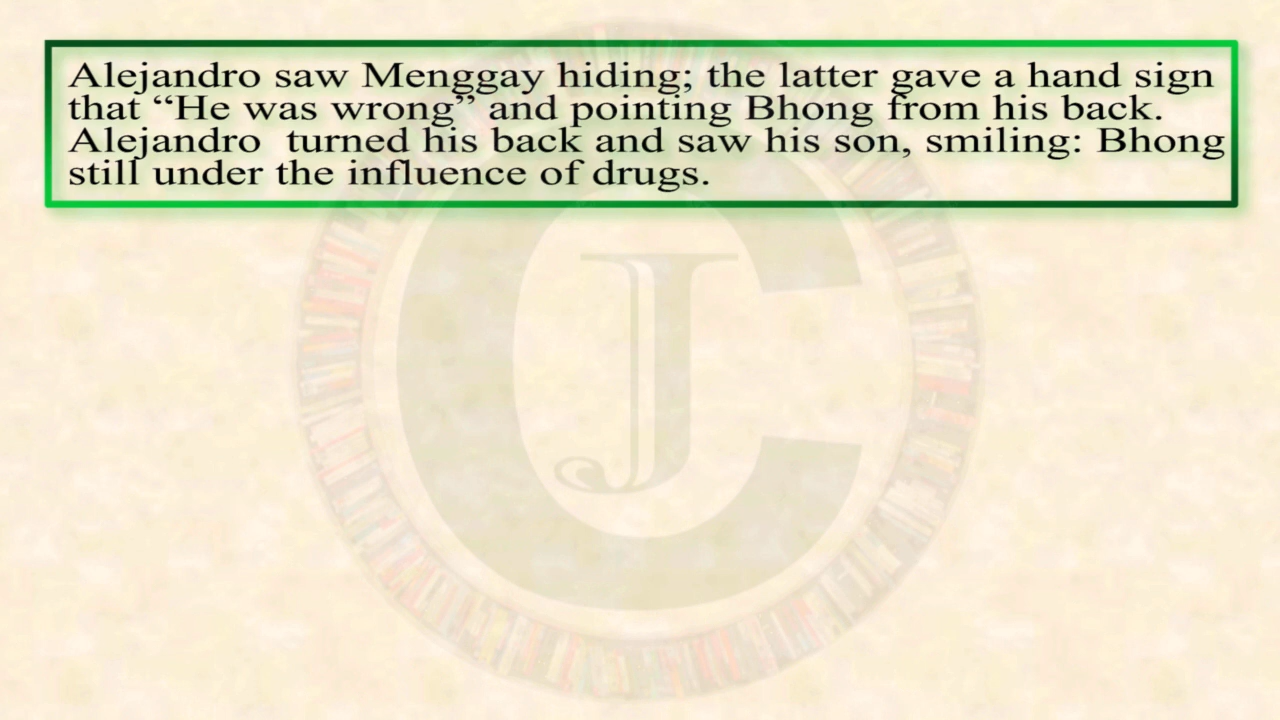 Alejandro saw Menggay hiding; the latter gave a hand sign
that “He was wrong” and pointing Bhong from his back.
Alejandro  turned his back and saw his son, smiling: Bhong
still under the influence of drugs.
CJ